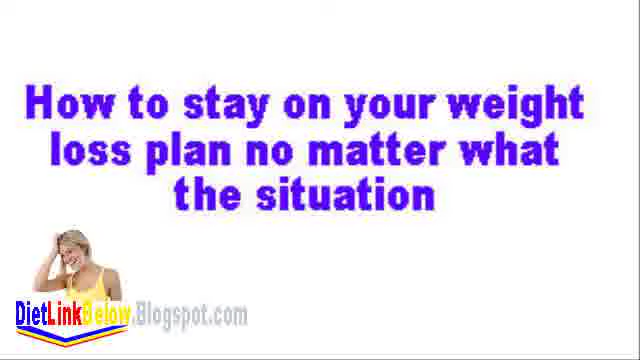 How to stay on your weight
loss plan no matter what
the situation
DietLinkBelow.Blogspot.com